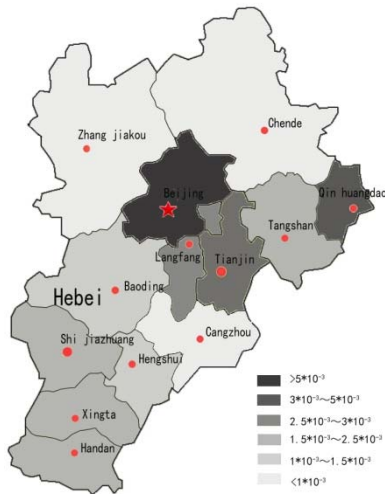 Chende
Zhang jiakou
Beijing
Qin huangdao
Tangshan
Langfang
Tianjin
Baoding
Hebei
Cangzhou
Shi jiazhuang
Hengshui
Xingta
Handan
>5*10⁻³
3*10⁻³~5*10⁻³
2.5*10⁻³~3*10⁻³
1.5*10⁻³~2.5*10⁻³
1*10⁻³~1.5*10⁻³
<1*10⁻³